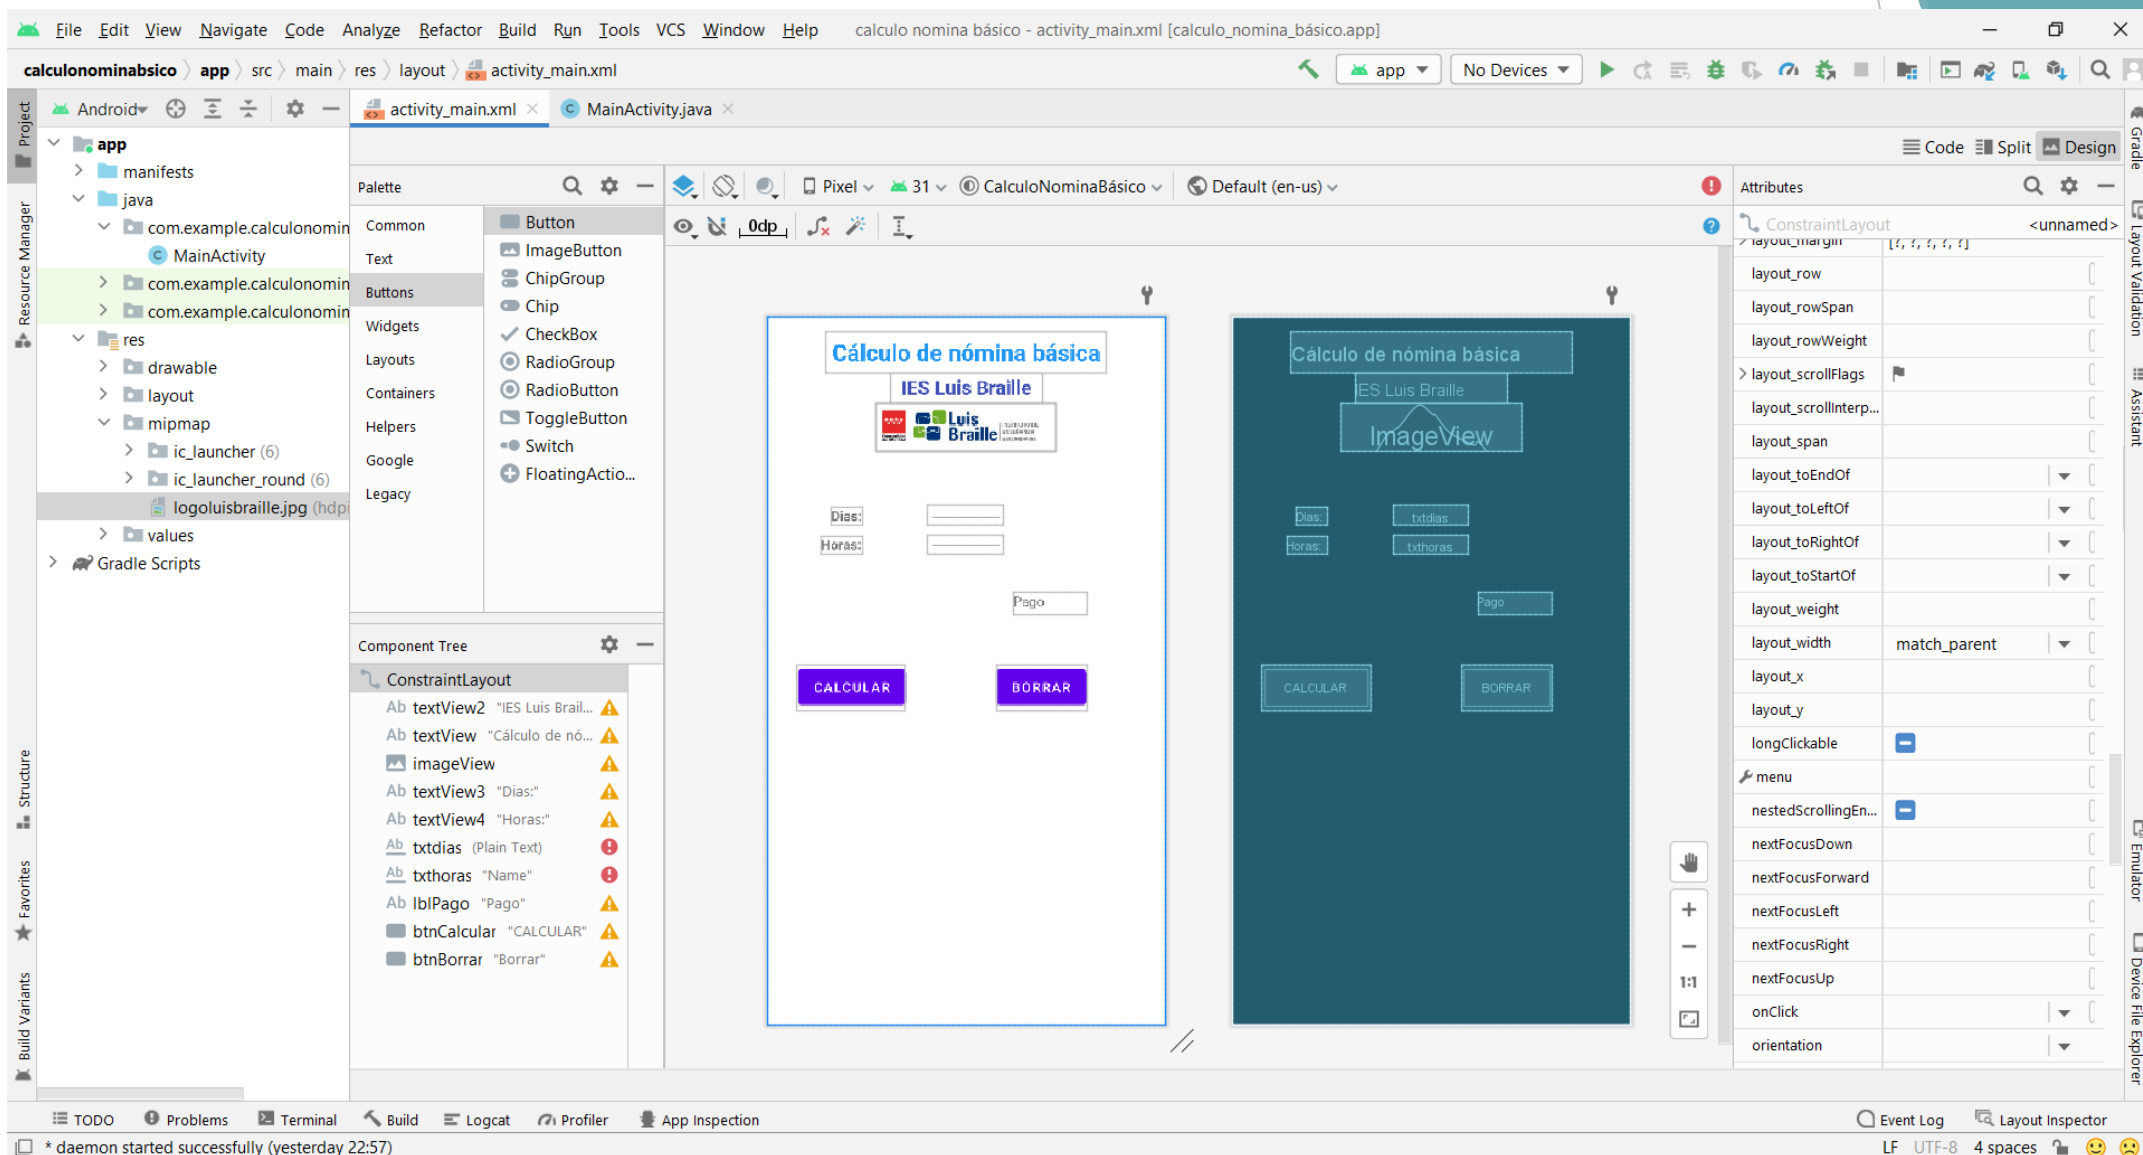 File Edit View Navigate Code Analyze Refactor Build Run Tools VCS Window Help calculo nomina básico - activity_main.xml [calculo_nomina_básico.app]
calculonominabsico app src main res layout activity_main.xml app No Devices
Project
Resource Manager
Structure
Favorites
Build Variants
Android
app
manifests
java
com.example.calculonomin
MainActivity
com.example.calculonomin
com.example.calculonomin
res
drawable
layout
mipmap
ic_launcher (6)
ic_launcher_round (6)
logoluisbraille.jpg (hdpi
values
Gradle Scripts
activity_main.xml MainActivity.java
Code Split Design
Palette
Common
Text
Buttons
Widgets
Layouts
Containers
Helpers
Google
Legacy
Button
ImageButton
ChipGroup
Chip
CheckBox
RadioGroup
RadioButton
ToggleButton
Switch
FloatingActio...
Component Tree
ConstraintLayout
Ab textView2 "IES Luis Brail...
Ab textView "Cálculo de nó...
imageView
Ab textView3 "Dias:"
Ab textView4 "Horas:"
Ab txtdias (Plain Text)
Ab txthoras "Name"
Ab lblPago "Pago"
btnCalcular "CALCULAR"
btnBorrar "Borrar"
Pixel 31 CalculoNominaBásico Default (en-us)
0dp
Cálculo de nómina básica
IES Luis Braille
Luis
Braille
Dias:
Horas:
Pago
CALCULAR BORRAR
Cálculo de nómina básica
IES Luis Braille
ImageView
Dias: txtdias
Horas: txthoras
Pago
CALCULAR BORRAR
1:1
Attributes
ConstraintLayout <unnamed>
layout_margin [?, ?, ?, ?, ?]
layout_row
layout_rowSpan
layout_rowWeight
layout_scrollFlags
layout_scrollInterp...
layout_span
layout_toEndOf
layout_toLeftOf
layout_toRightOf
layout_toStartOf
layout_weight
layout_width match_parent
layout_x
layout_y
longClickable
menu
nestedScrollingEn...
nextFocusDown
nextFocusForward
nextFocusLeft
nextFocusRight
nextFocusUp
onClick
orientation
Gradle
Layout Validation
Assistant
Emulator
Device File Explorer
TODO Problems Terminal Build Logcat Profiler App Inspection Event Log Layout Inspector
* daemon started successfully (yesterday 22:57) LF UTF-8 4 spaces